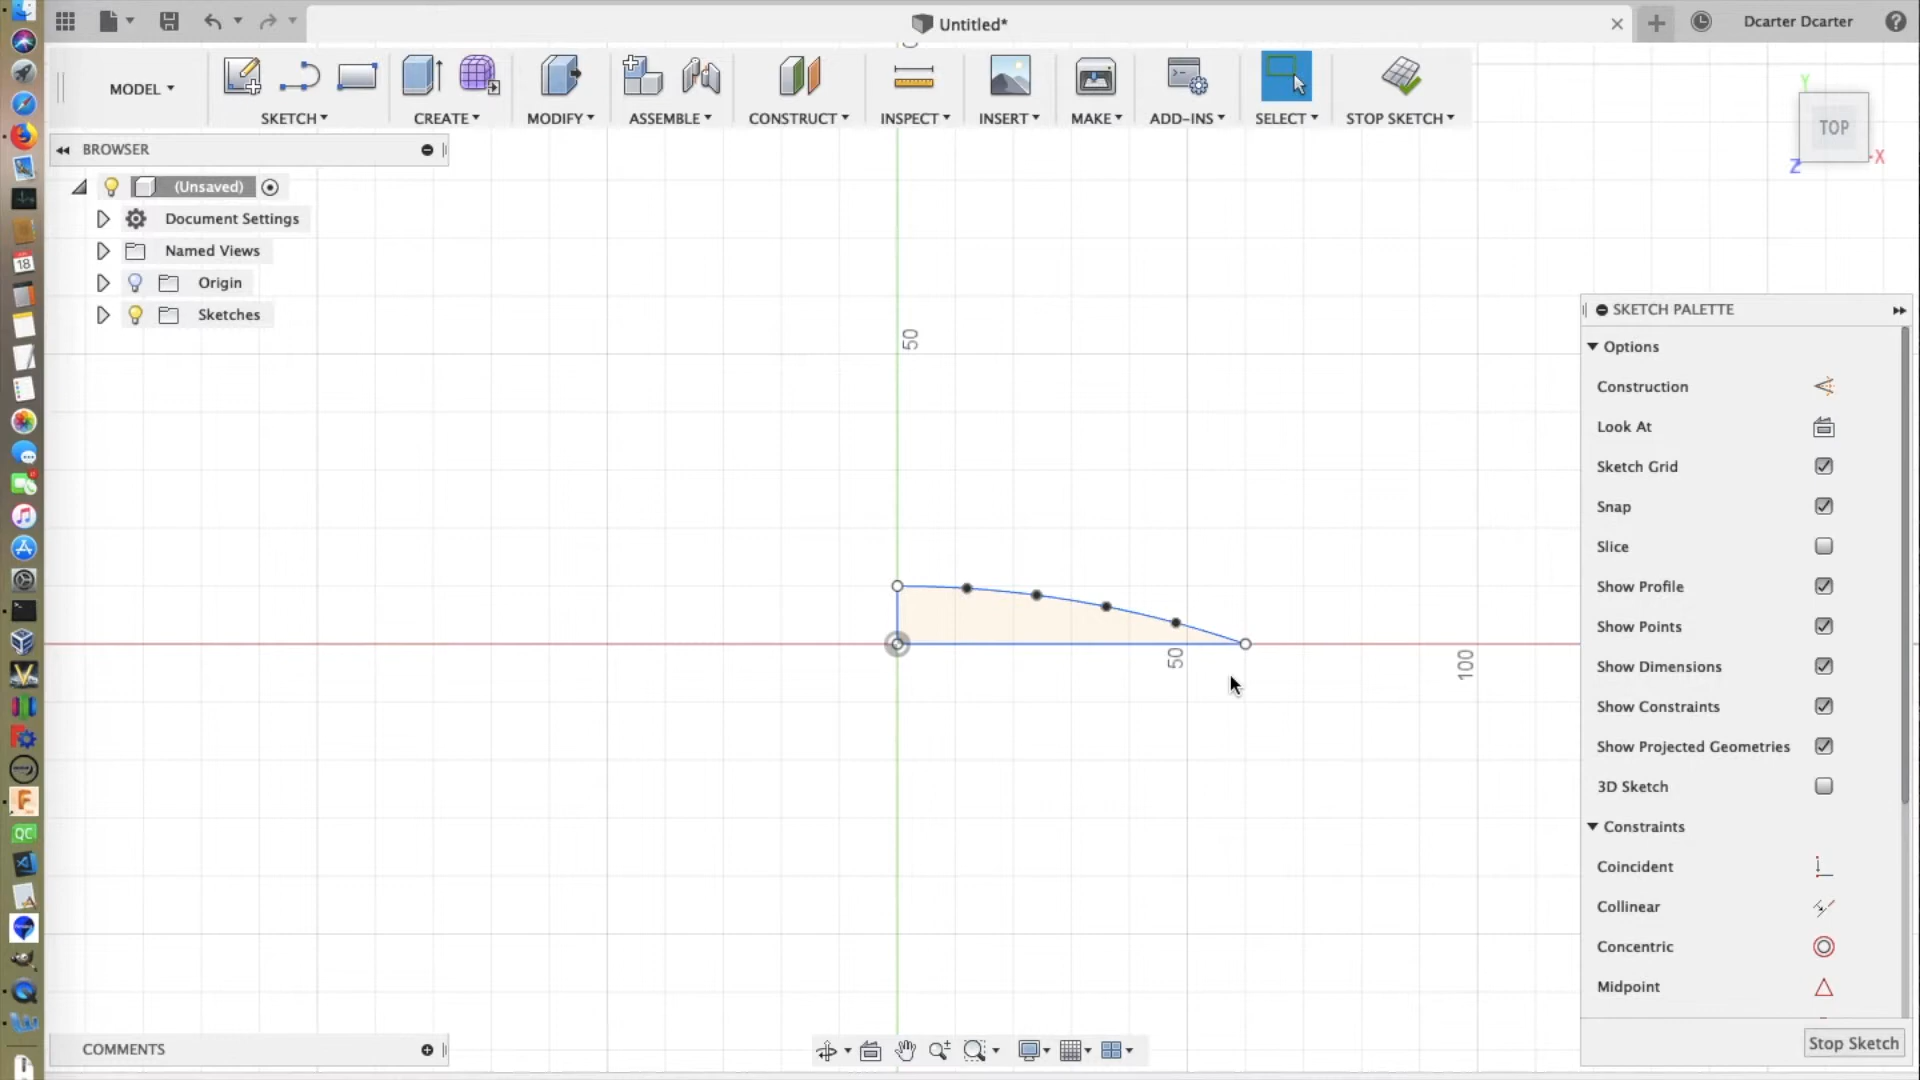 Untitled*
Dcarter Dcarter
MODEL
SKETCH
CREATE
MODIFY
ASSEMBLE
CONSTRUCT
INSPECT
INSERT
MAKE
ADD-INS
SELECT
STOP SKETCH
Y
TOP
X
Z
BROWSER
(Unsaved)
Document Settings
Named Views
Origin
Sketches
18
QC
50
50
100
SKETCH PALETTE
Options
Construction
Look At
Sketch Grid
Snap
Slice
Show Profile
Show Points
Show Dimensions
Show Constraints
Show Projected Geometries
3D Sketch
Constraints
Coincident
Collinear
Concentric
Midpoint
Stop Sketch
COMMENTS